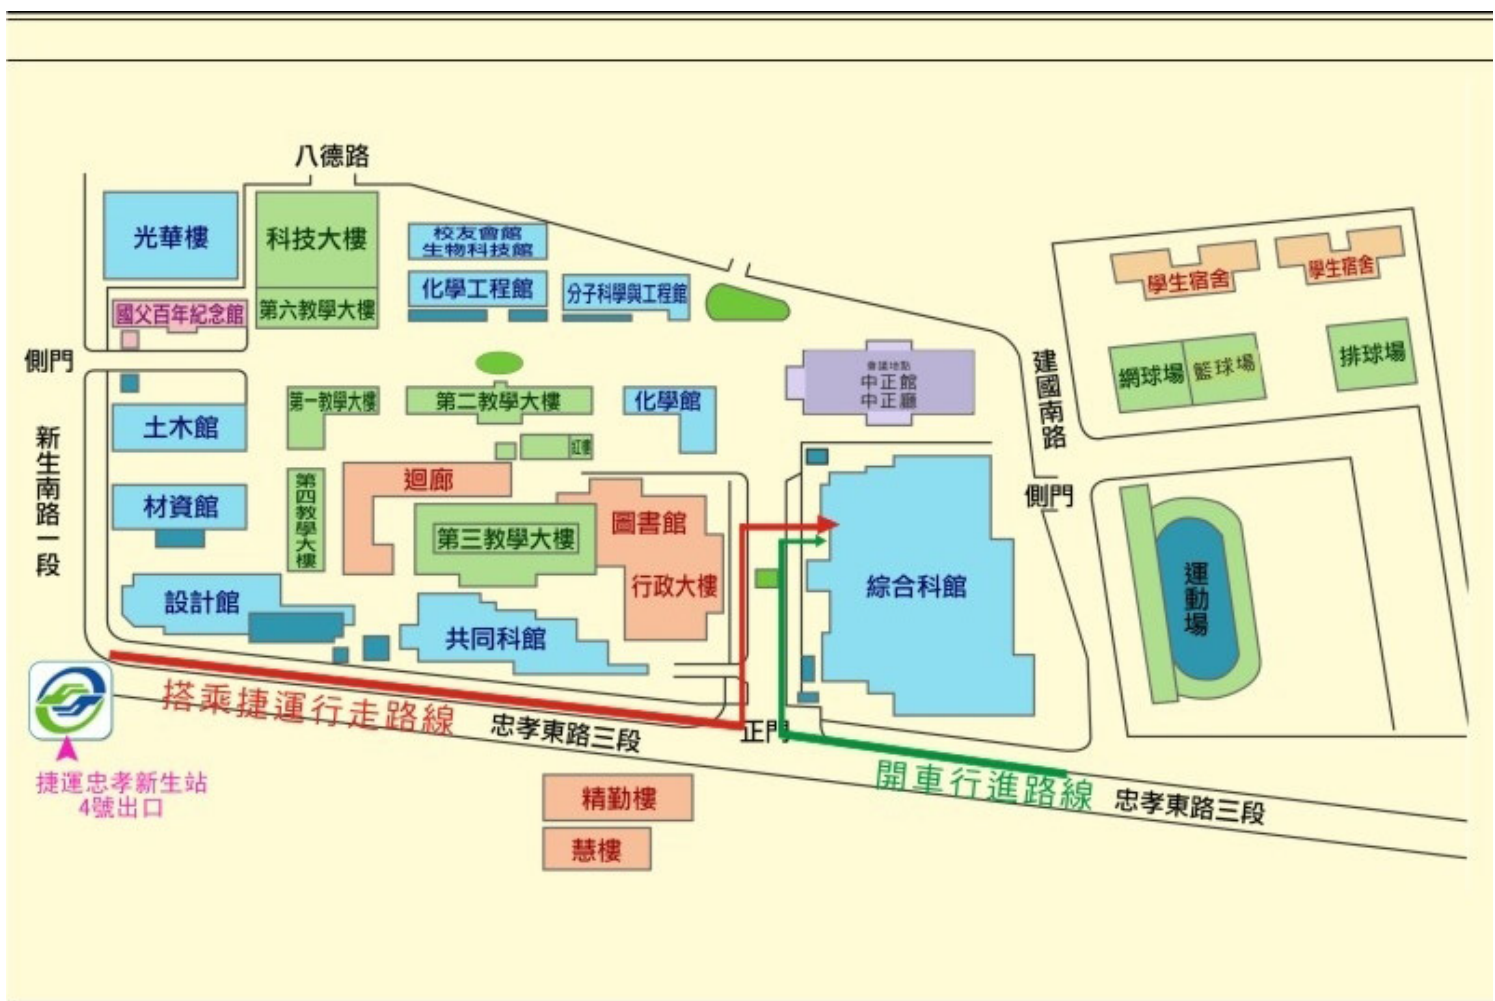 八德路
光華樓
科技大樓
校友會館
生物科技館
化學工程館
分子科學與工程館
國父百年紀念館
第六教學大樓
學生宿舍
學生宿舍
側門
會議地點
中正館
中正廳
建國南路
網球場
籃球場
排球場
第一教學大樓
第二教學大樓
化學館
土木館
新生南路一段
紅樓
迴廊
第四教學大樓
材資館
圖書館
第三教學大樓
行政大樓
側門
綜合科館
運動場
設計館
共同科館
搭乘捷運行走路線
忠孝東路三段
正門
捷運忠孝新生站
4號出口
開車行進路線
忠孝東路三段
精勤樓
慧樓